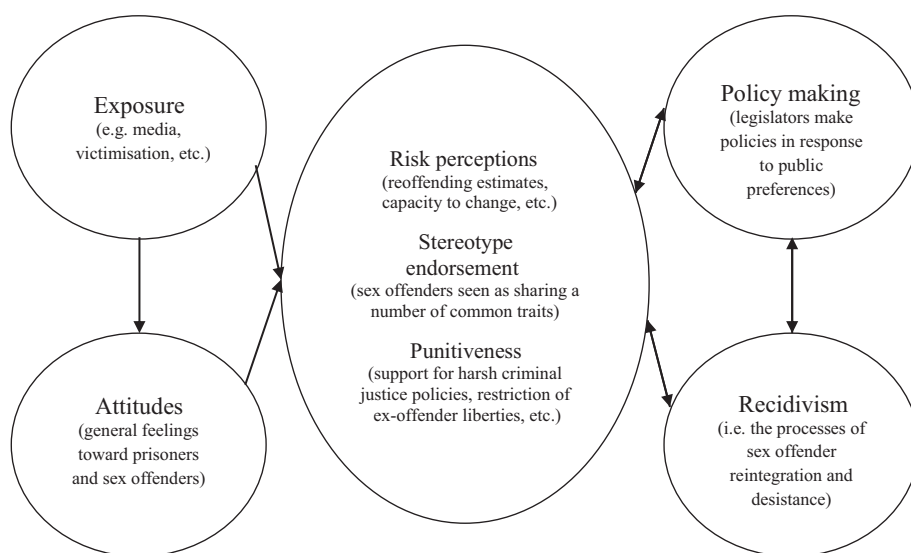 Exposure
(e.g. media,
victimisation, etc.)
Attitudes
(general feelings
toward prisoners
and sex offenders)
Risk perceptions
(reoffending estimates,
capacity to change, etc.)
Stereotype
endorsement
(sex offenders seen as sharing a
number of common traits)
Punitiveness
(support for harsh criminal
justice policies, restriction of
ex-offender liberties, etc.)
Policy making
(legislators make
policies in response
to public
preferences)
Recidivism
(i.e. the processes of
sex offender
reintegration and
desistance)